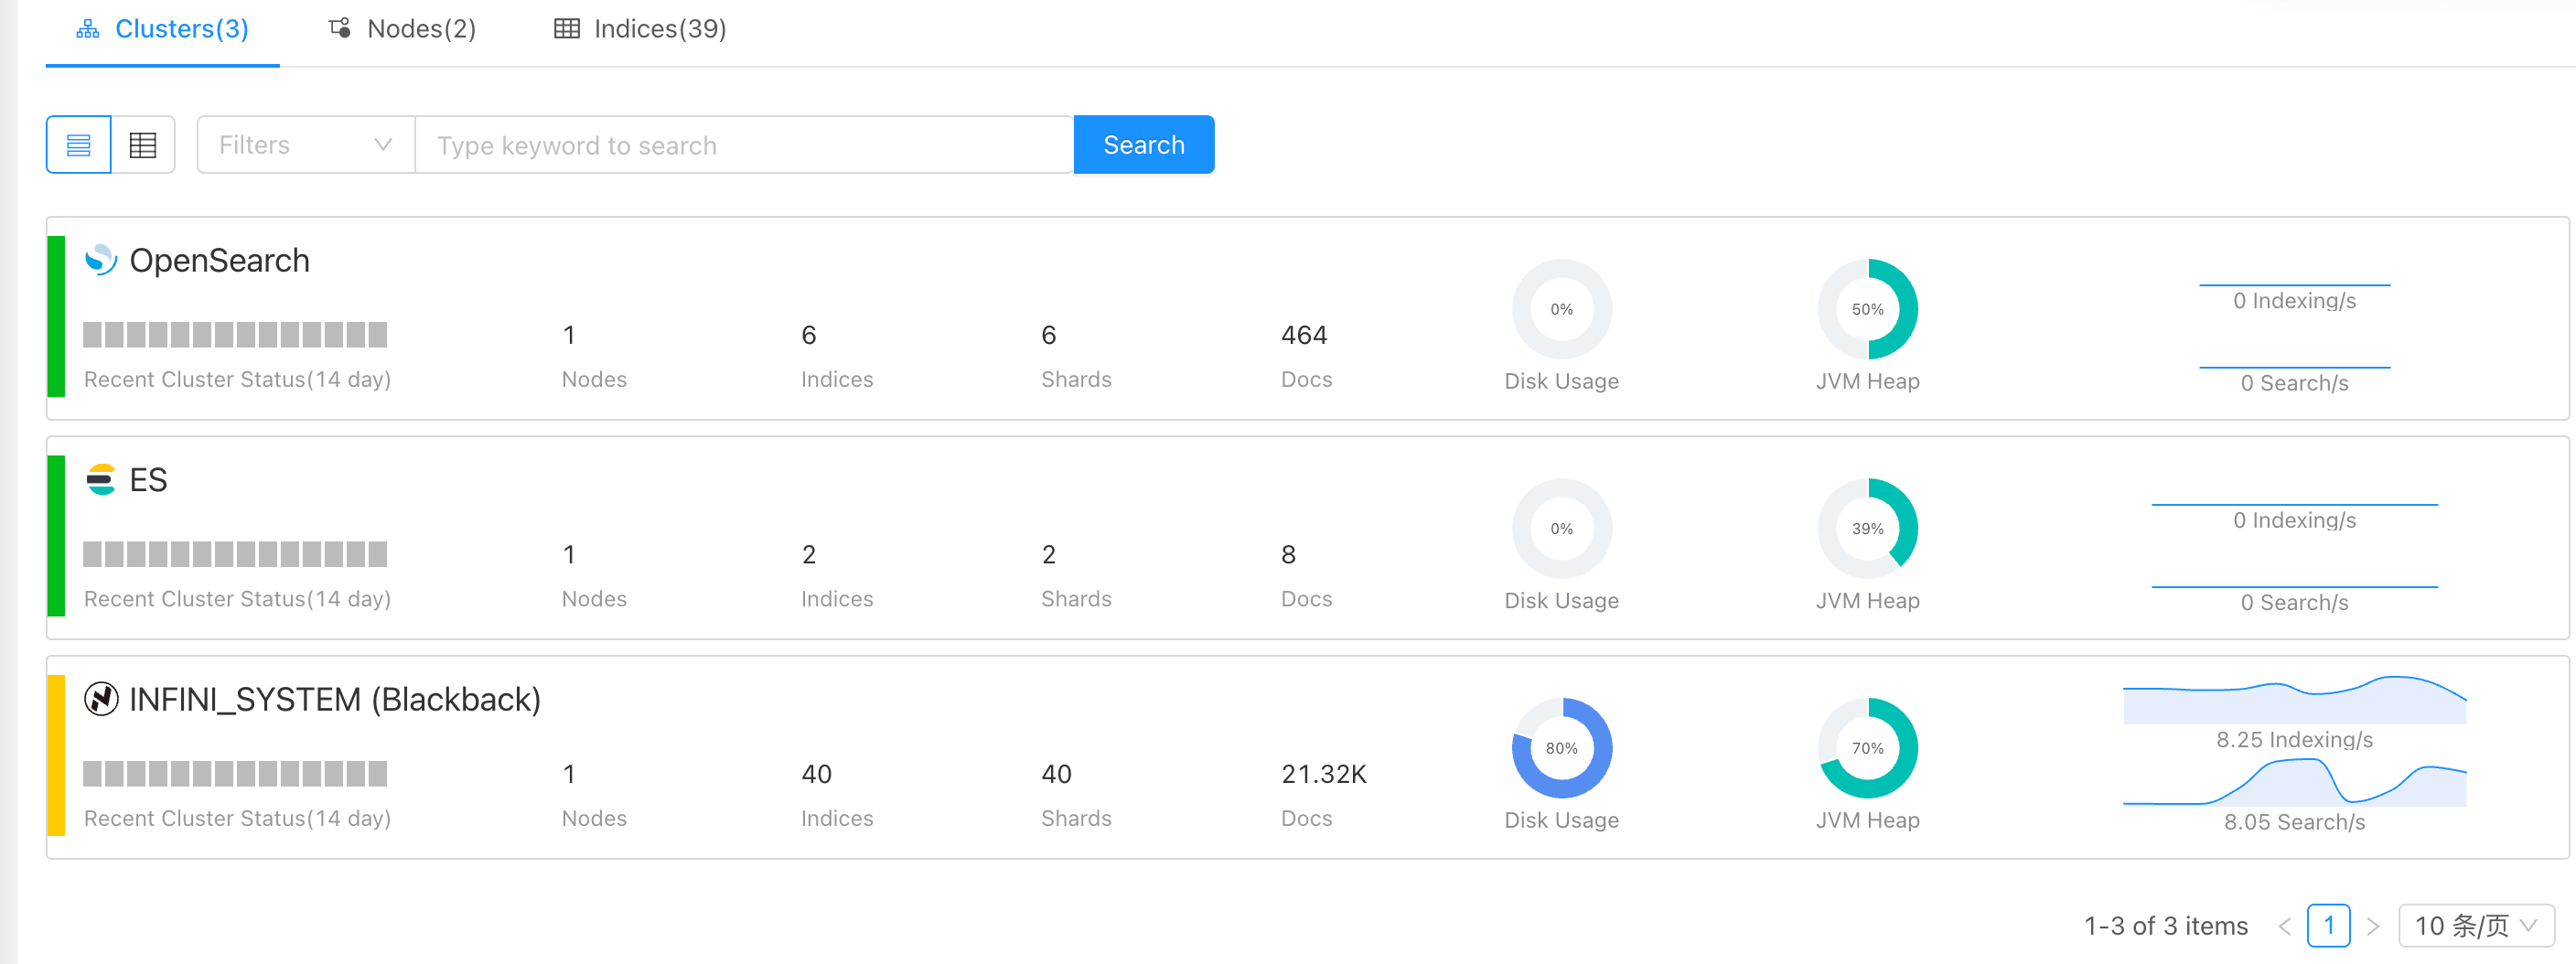 Clusters(3) Nodes(2) Indices(39)
Filters Type keyword to search Search
OpenSearch
1 6 6 464 0% 50% 0 Indexing/s
Recent Cluster Status(14 day) Nodes Indices Shards Docs Disk Usage JVM Heap 0 Search/s
ES
1 2 2 8 0% 39% 0 Indexing/s
Recent Cluster Status(14 day) Nodes Indices Shards Docs Disk Usage JVM Heap 0 Search/s
INFINI_SYSTEM (Blackback)
1 40 40 21.32K 80% 70% 8.25 Indexing/s
Recent Cluster Status(14 day) Nodes Indices Shards Docs Disk Usage JVM Heap 8.05 Search/s
1-3 of 3 items < 1 > 10 条/页